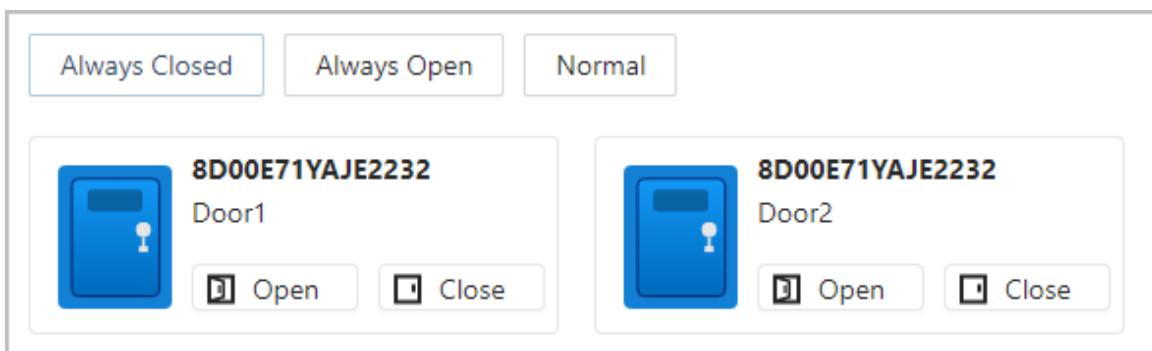 Always Closed Always Open Normal
8D00E71YAJE2232
Door1
Open Close
8D00E71YAJE2232
Door2
Open Close